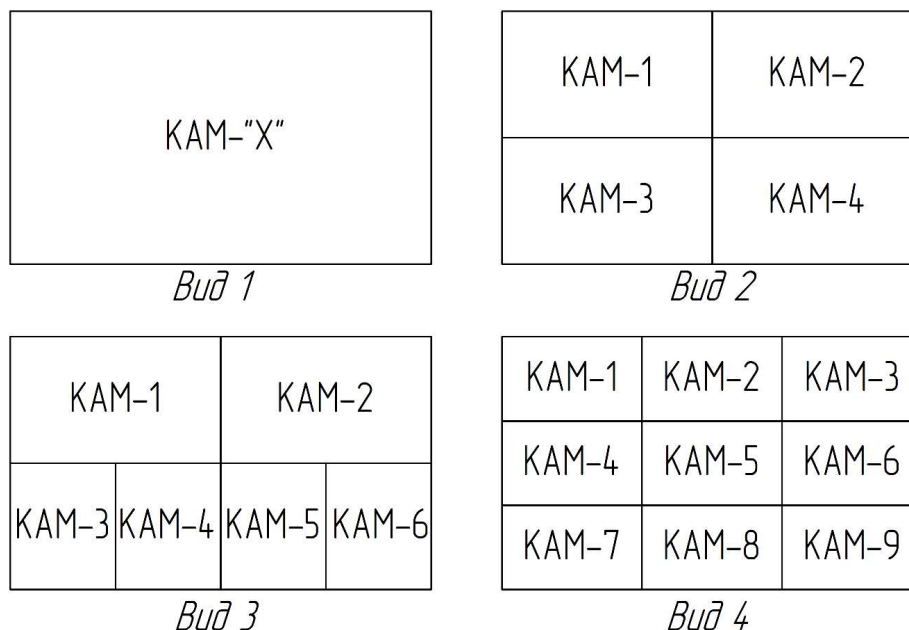 КАМ-"Х"
Вид 1
КАМ-1 КАМ-2
КАМ-3 КАМ-4
Вид 2
КАМ-1 КАМ-2
КАМ-3 КАМ-4 КАМ-5 КАМ-6
Вид 3
КАМ-1 КАМ-2 КАМ-3
КАМ-4 КАМ-5 КАМ-6
КАМ-7 КАМ-8 КАМ-9
Вид 4